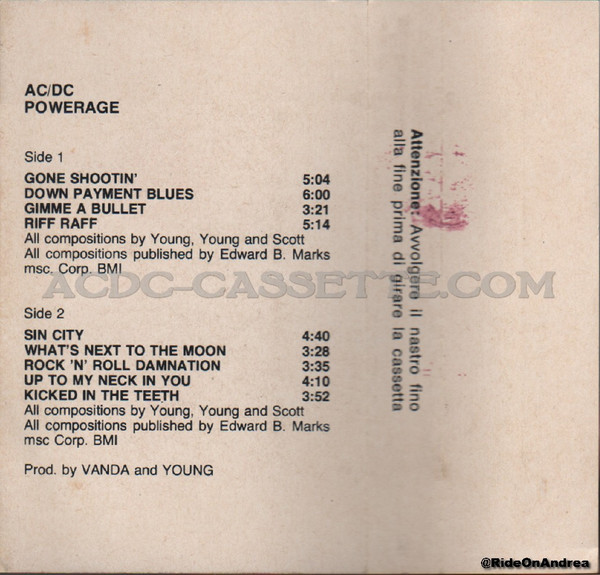 AC/DC
POWERAGE
Side 1
GONE SHOOTIN' 5:04
DOWN PAYMENT BLUES 6:00
GIMME A BULLET 3:21
RIFF RAFF 5:14
All compositions by Young, Young and Scott
All compositions published by Edward B. Marks
msc. Corp. BMI
ACDC-CASSETTE.COM
Side 2
SIN CITY 4:40
WHAT'S NEXT TO THE MOON 3:28
ROCK 'N' ROLL DAMNATION 3:35
UP TO MY NECK IN YOU 4:10
KICKED IN THE TEETH 3:52
All compositions by Young, Young and Scott
All compositions published by Edward B. Marks
msc Corp. BMI
Prod. by VANDA and YOUNG
Attenzione: Avvolgere il nastro fino
alla fine prima di girare la cassetta
@RideOnAndrea